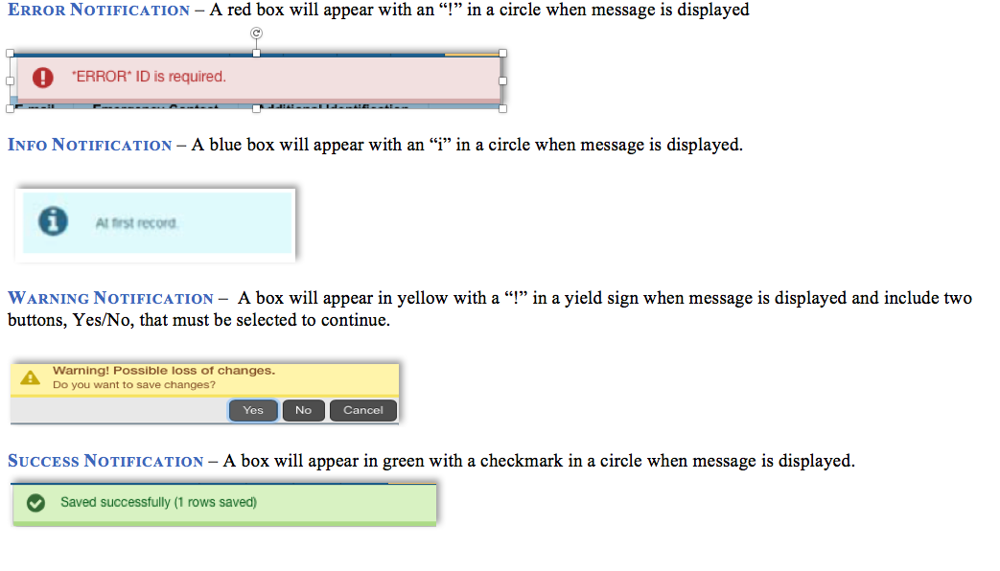 ERROR NOTIFICATION – A red box will appear with an “!” in a circle when message is displayed
*ERROR* ID is required.
E-mail Emergency Contact Additional Identification
INFO NOTIFICATION – A blue box will appear with an “i” in a circle when message is displayed.
At first record.
WARNING NOTIFICATION – A box will appear in yellow with a “!” in a yield sign when message is displayed and include two
buttons, Yes/No, that must be selected to continue.
Warning! Possible loss of changes.
Do you want to save changes?
Yes No Cancel
SUCCESS NOTIFICATION – A box will appear in green with a checkmark in a circle when message is displayed.
Saved successfully (1 rows saved)